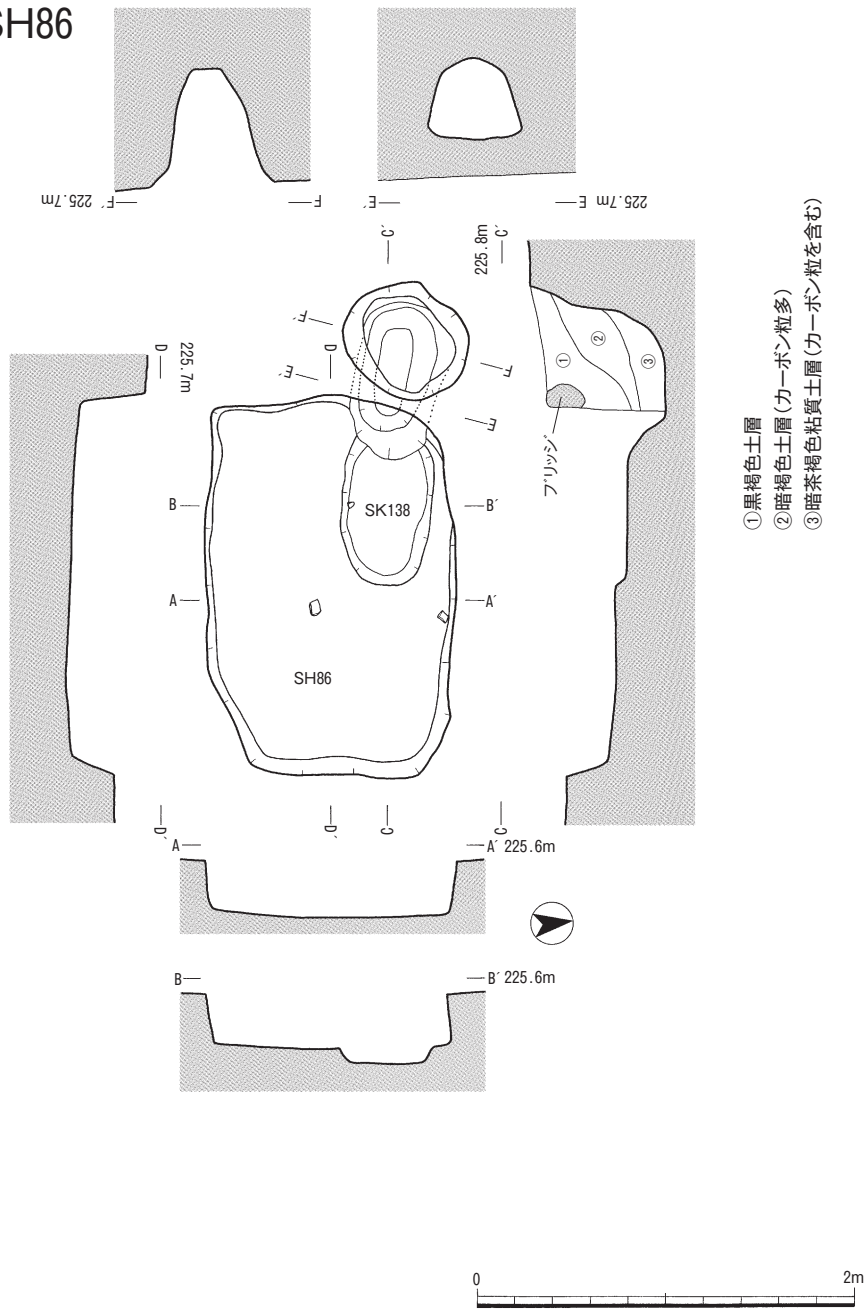 SH86
F´ 225.7m
F
E´
E 225.7m
C´
225.8m
C´
F´
D
D
225.7m
E´
F
E
①
②
③
ブリッジ
B
SK138
B´
A
A´
SH86
①黒褐色土層
②暗褐色土層(カーボン粒多)
③暗茶褐色粘質土層(カーボン粒を含む)
D´
D´
C
C
A
A´ 225.6m
B
B´ 225.6m
0
2m